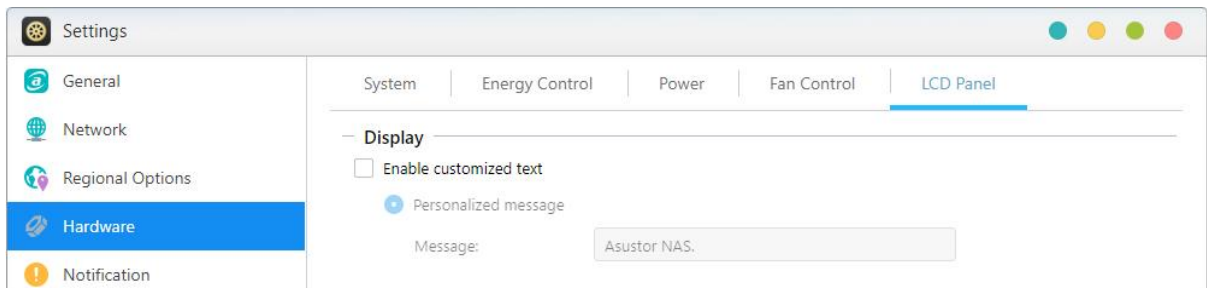 Settings
General
Network
Regional Options
Hardware
Notification
System Energy Control Power Fan Control LCD Panel
Display
Enable customized text
Personalized message
Message: Asustor NAS.